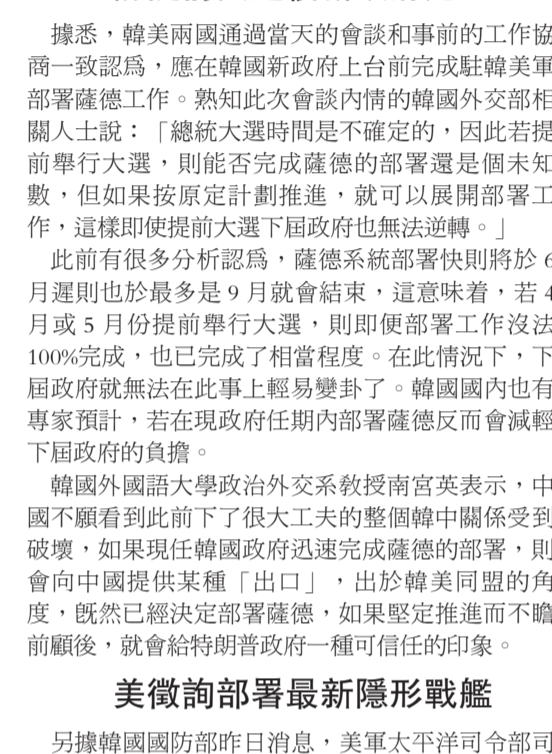 據悉，韓美兩國通過當天的會談和事前的工作協
商一致認爲，應在韓國新政府上台前完成駐韓美軍
部署薩德工作。熟知此次會談內情的韓國外交部相
關人士說：「總統大選時間是不確定的，因此若提
前舉行大選，則能否完成薩德的部署還是個未知
數，但如果按原定計劃推進，就可以展開部署工
作，這樣即使提前大選下屆政府也無法逆轉。」
此前有很多分析認爲，薩德系統部署快則將於 6
月遲則也於最多是 9 月就會結束，這意味着，若 4
月或 5 月份提前舉行大選，則即便部署工作沒法
100%完成，也已完成了相當程度。在此情況下，下
屆政府就無法在此事上輕易變卦了。韓國國內也有
專家預計，若在現政府任期內部署薩德反而會減輕
下屆政府的負擔。
韓國外國語大學政治外交系教授南宮英表示，中
國不願看到此前下了很大工夫的整個韓中關係受到
破壞，如果現任韓國政府迅速完成薩德的部署，則
會向中國提供某種「出口」，出於韓美同盟的角
度，既然已經決定部署薩德，如果堅定推進而不瞻
前顧後，就會給特朗普政府一種可信任的印象。
美徵詢部署最新隱形戰艦
另據韓國國防部昨日消息，美軍太平洋司令部司